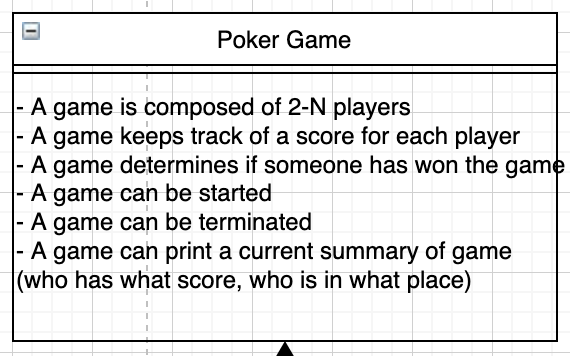 Poker Game
- A game is composed of 2-N players
- A game keeps track of a score for each player
- A game determines if someone has won the game
- A game can be started
- A game can be terminated
- A game can print a current summary of game
(who has what score, who is in what place)